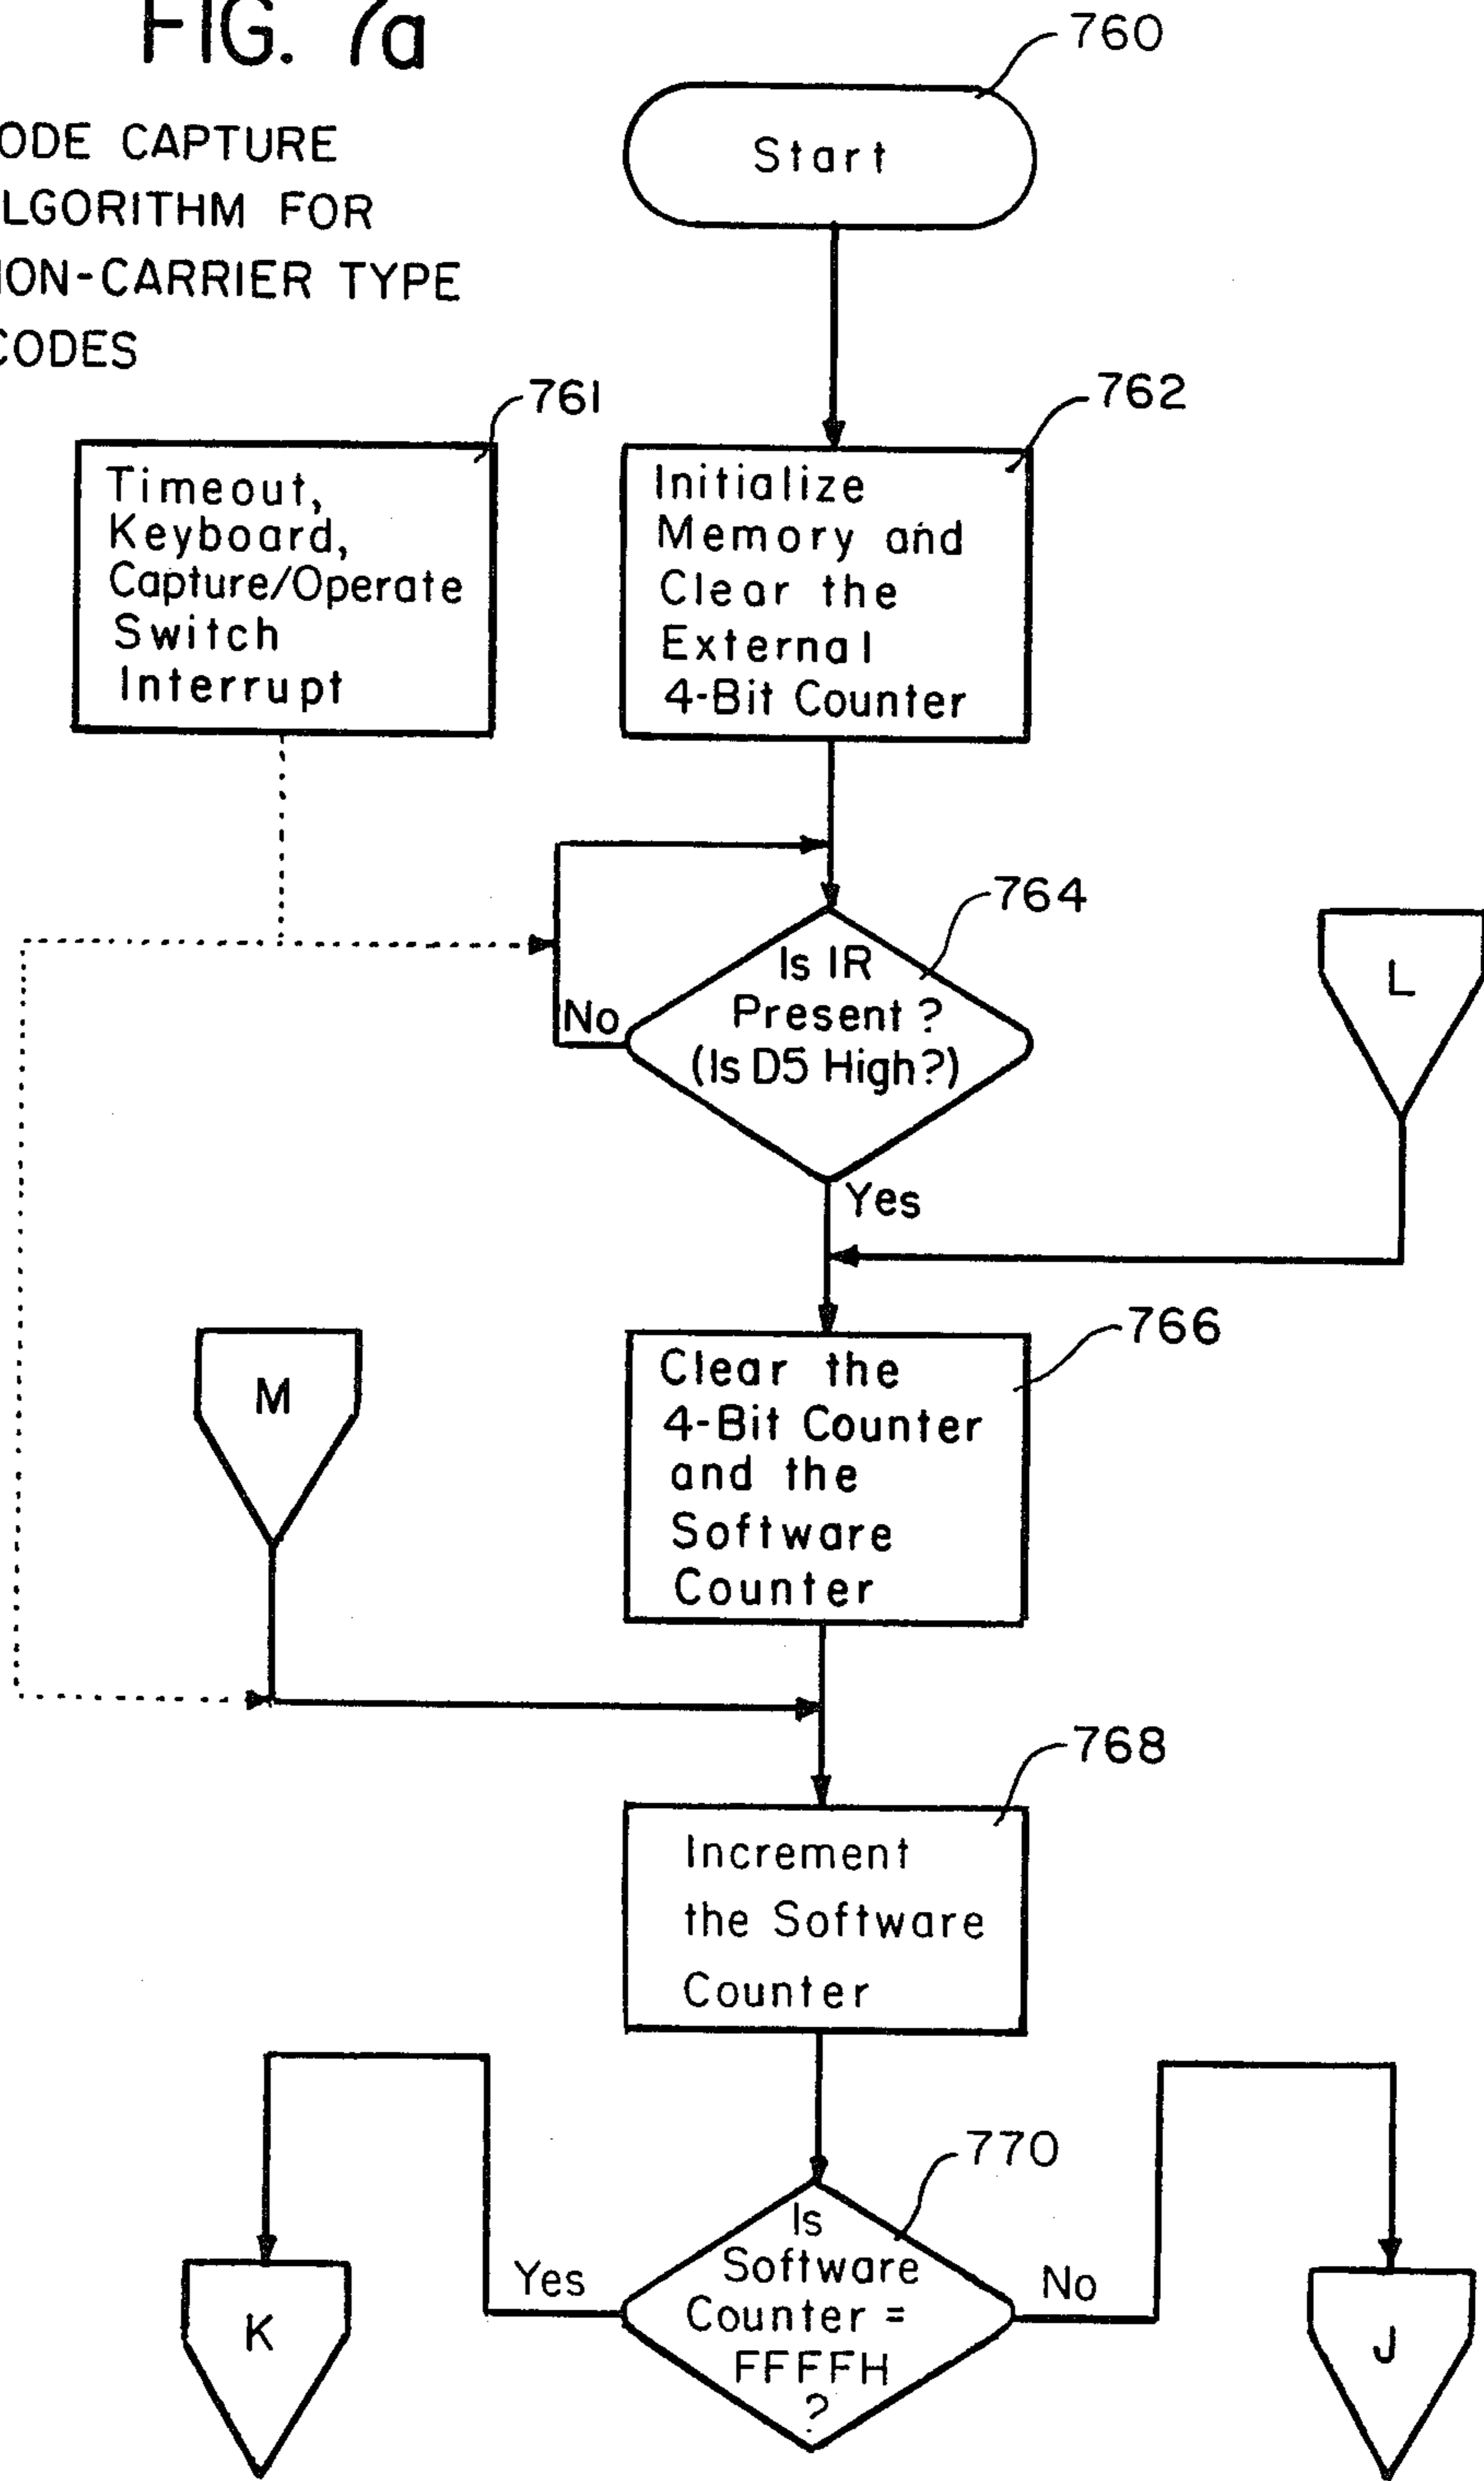 FIG. 7a
ODE CAPTURE
LGORITHM FOR
ION-CARRIER TYPE
CODES
760
Start
761
Timeout,
Keyboard,
Capture/Operate
Switch
Interrupt
762
Initialize
Memory and
Clear the
External
4-Bit Counter
764
Is IR
Present ?
(Is D5 High?)
No
Yes
L
M
766
Clear the
4-Bit Counter
and the
Software
Counter
768
Increment
the Software
Counter
770
Is
Software
Counter =
FFFFH
?
Yes
No
K
J